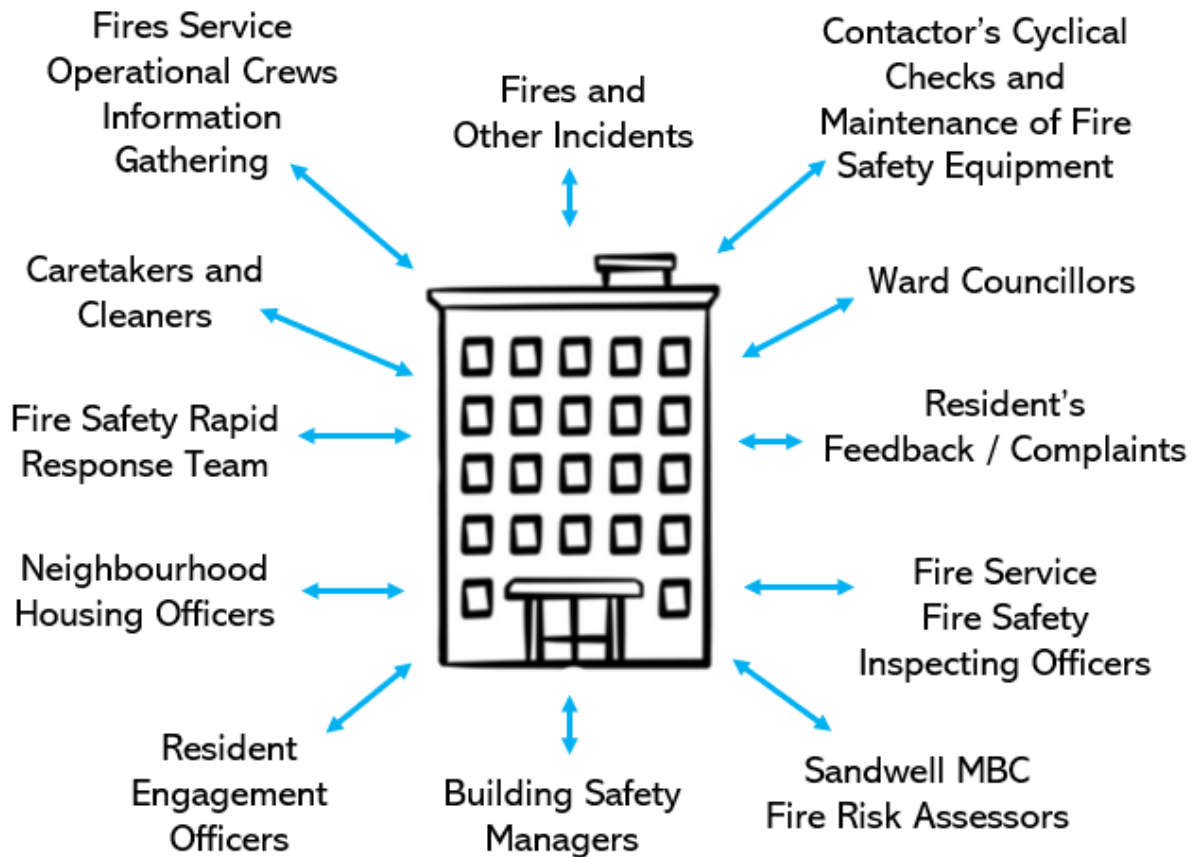 Fires Service
Operational Crews
Information
Gathering
Fires and
Other Incidents
Contactor's Cyclical
Checks and
Maintenance of Fire
Safety Equipment
Caretakers and
Cleaners
Ward Councillors
Fire Safety Rapid
Response Team
Resident's
Feedback / Complaints
Neighbourhood
Housing Officers
Fire Service
Fire Safety
Inspecting Officers
Resident
Engagement
Officers
Building Safety
Managers
Sandwell MBC
Fire Risk Assessors